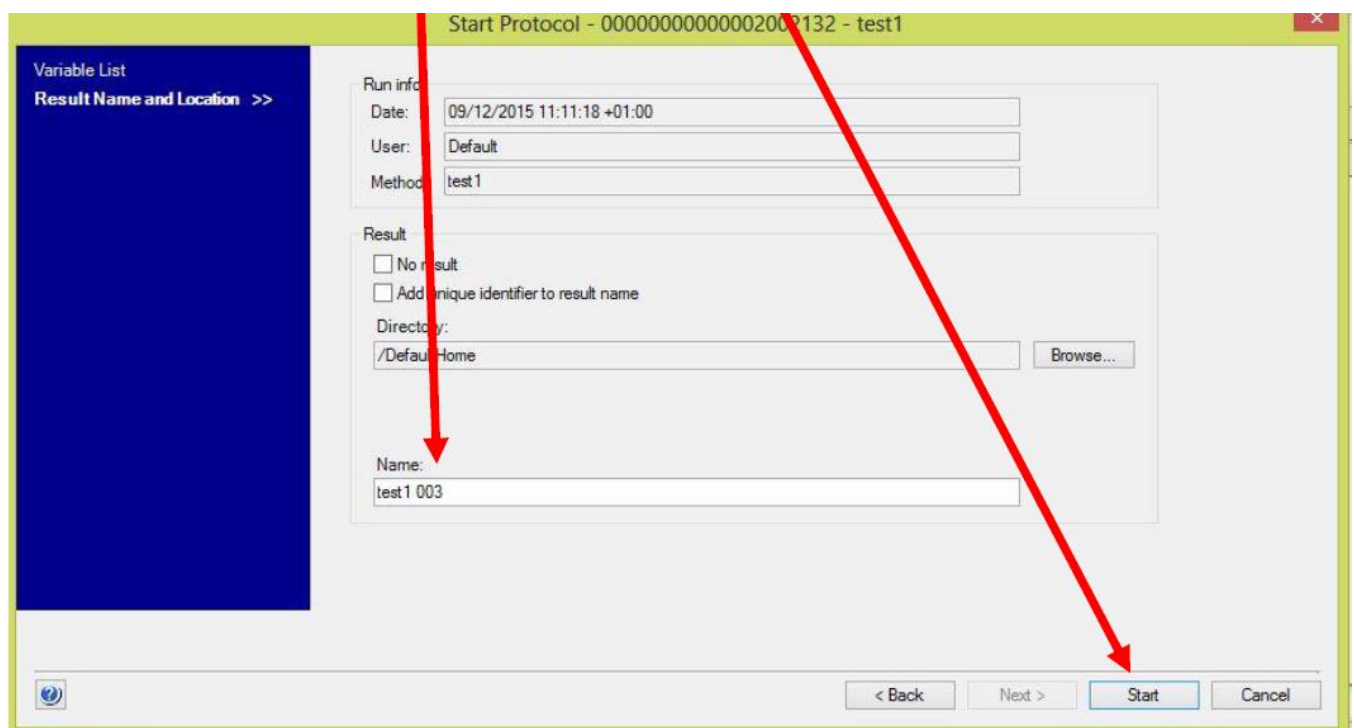 Start Protocol - 00000000000002002132 - test1
Variable List
Result Name and Location >>
Run info
Date: 09/12/2015 11:11:18 +01:00
User: Default
Method: test1
Result
No result
Add unique identifier to result name
Directory:
/DefaultHome
Browse...
Name:
test1 003
< Back Next > Start Cancel